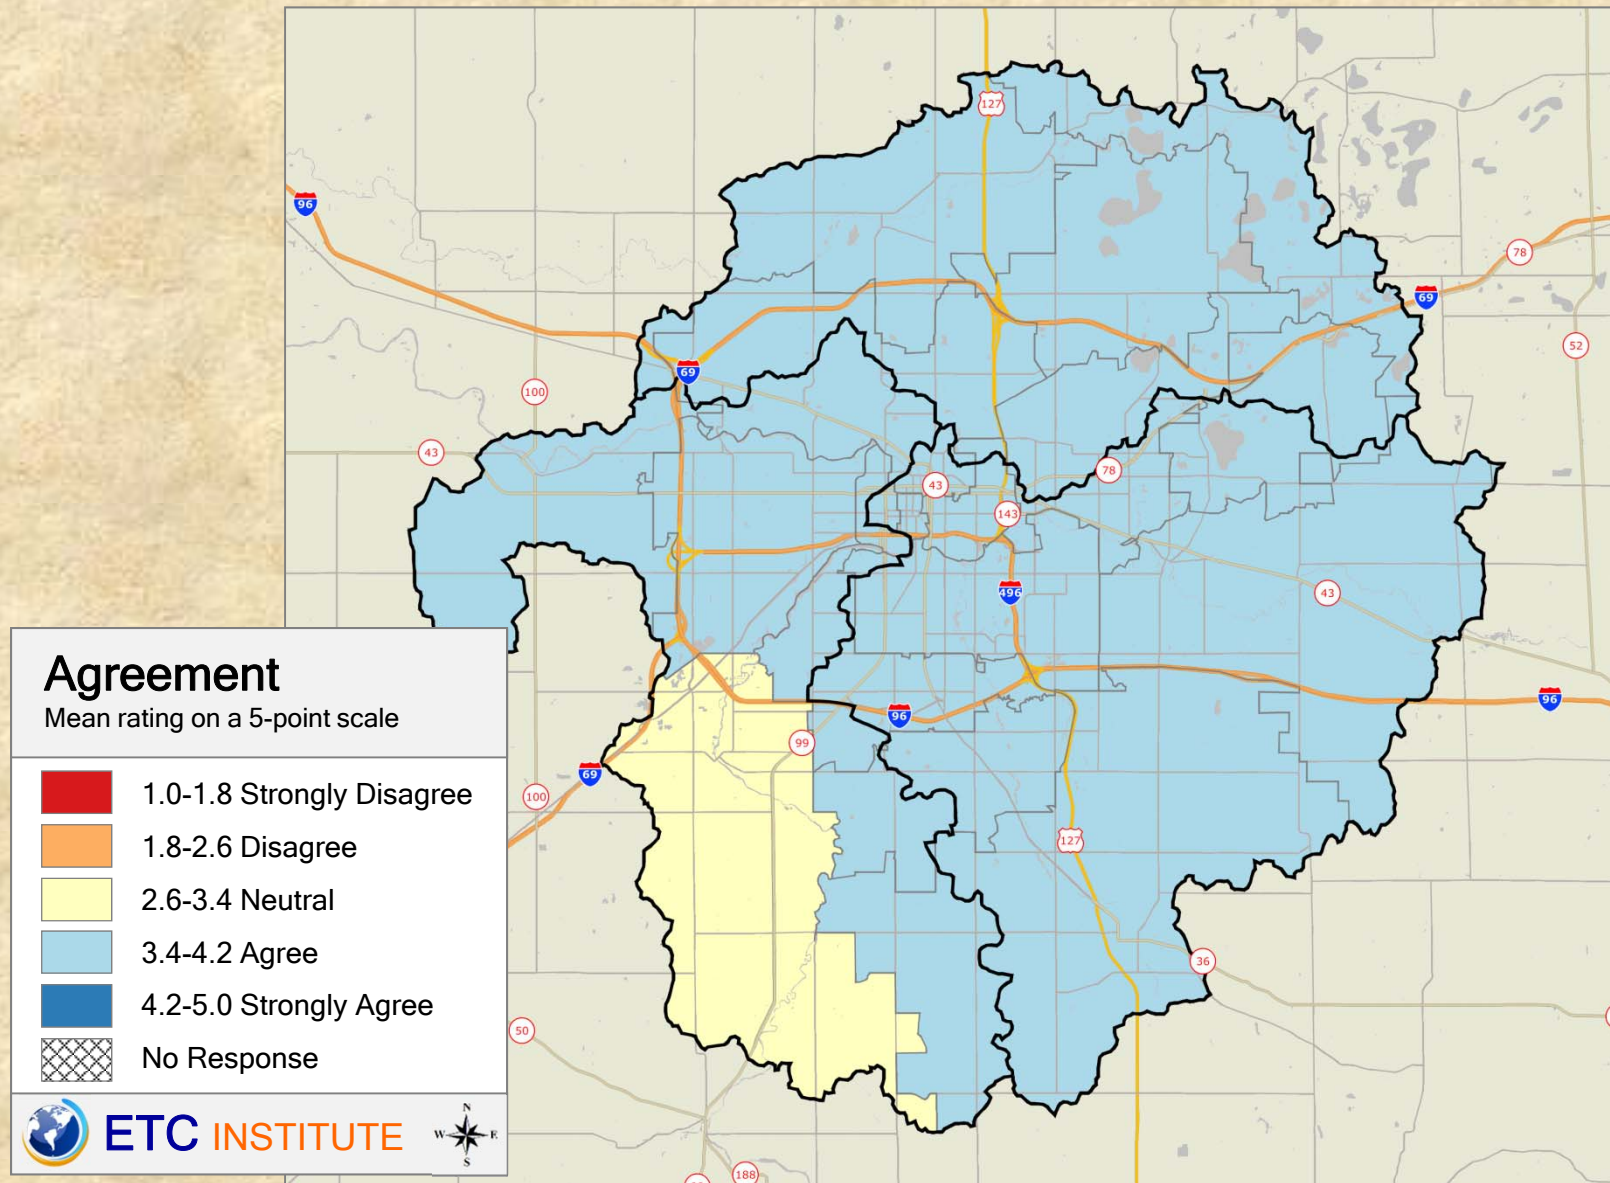 127
96
78
69
52
69
100
43
78
43
143
496
43
96
96
99
69
100
127
36
50
188
Agreement
Mean rating on a 5-point scale
1.0-1.8 Strongly Disagree
1.8-2.6 Disagree
2.6-3.4 Neutral
3.4-4.2 Agree
4.2-5.0 Strongly Agree
No Response
ETC INSTITUTE
N
W E
S